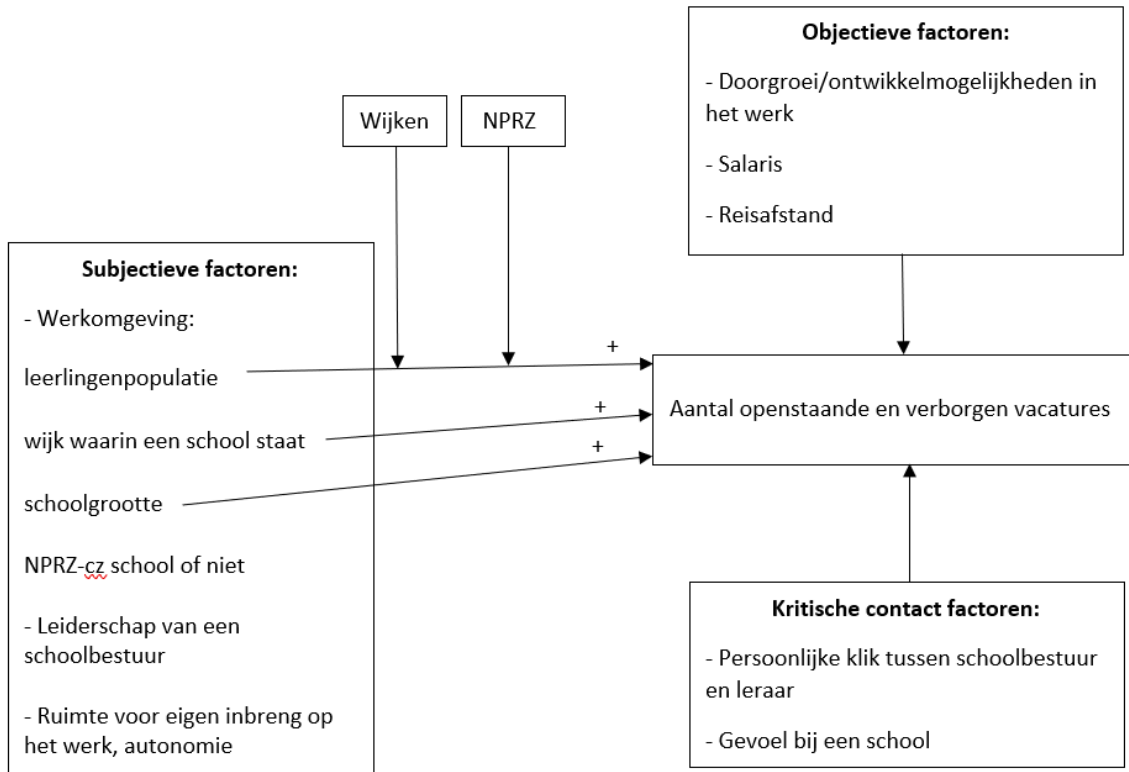 Objectieve factoren:
- Doorgroei/ontwikkelmogelijkheden in
het werk
- Salaris
- Reisafstand
Wijken
NPRZ
Subjectieve factoren:
- Werkomgeving:
leerlingenpopulatie
wijk waarin een school staat
schoolgrootte
NPRZ-cz school of niet
- Leiderschap van een
schoolbestuur
- Ruimte voor eigen inbreng op
het werk, autonomie
+
+
+
Aantal openstaande en verborgen vacatures
Kritische contact factoren:
- Persoonlijke klik tussen schoolbestuur
en leraar
- Gevoel bij een school